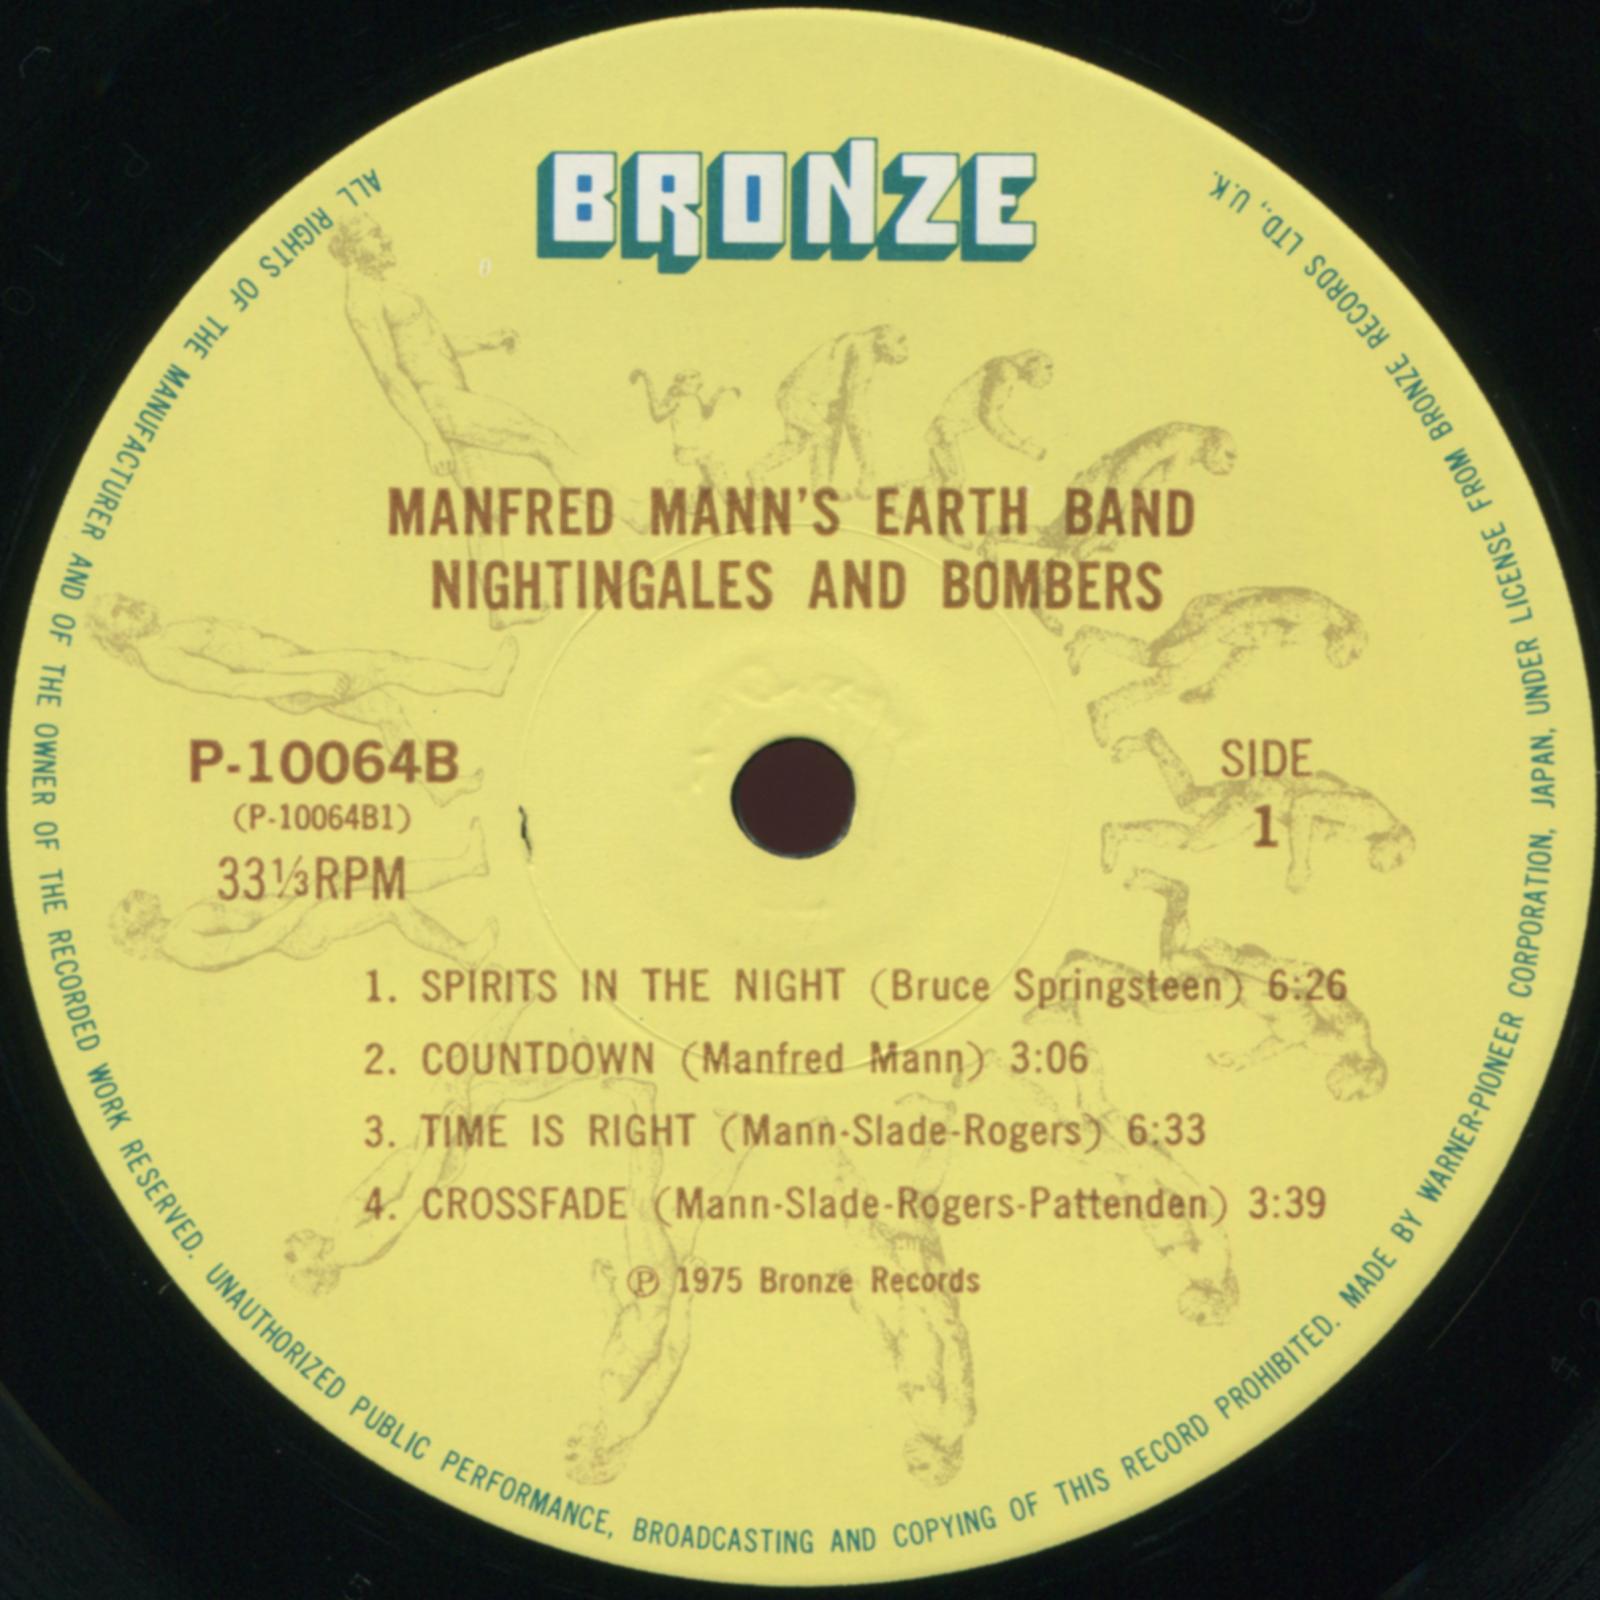 BRONZE
MANFRED MANN'S EARTH BAND
NIGHTINGALES AND BOMBERS
P-10064B
(P-10064B1)
33⅓RPM
SIDE
1
1. SPIRITS IN THE NIGHT (Bruce Springsteen) 6:26
2. COUNTDOWN (Manfred Mann) 3:06
3. TIME IS RIGHT (Mann-Slade-Rogers) 6:33
4. CROSSFADE (Mann-Slade-Rogers-Pattenden) 3:39
℗ 1975 Bronze Records
ALL RIGHTS OF THE MANUFACTURER AND OF THE OWNER OF THE RECORDED WORK RESERVED. UNAUTHORIZED PUBLIC PERFORMANCE, BROADCASTING AND COPYING OF THIS RECORD PROHIBITED. MADE BY WARNER-PIONEER CORPORATION, JAPAN, UNDER LICENSE FROM BRONZE RECORDS LTD., U.K.